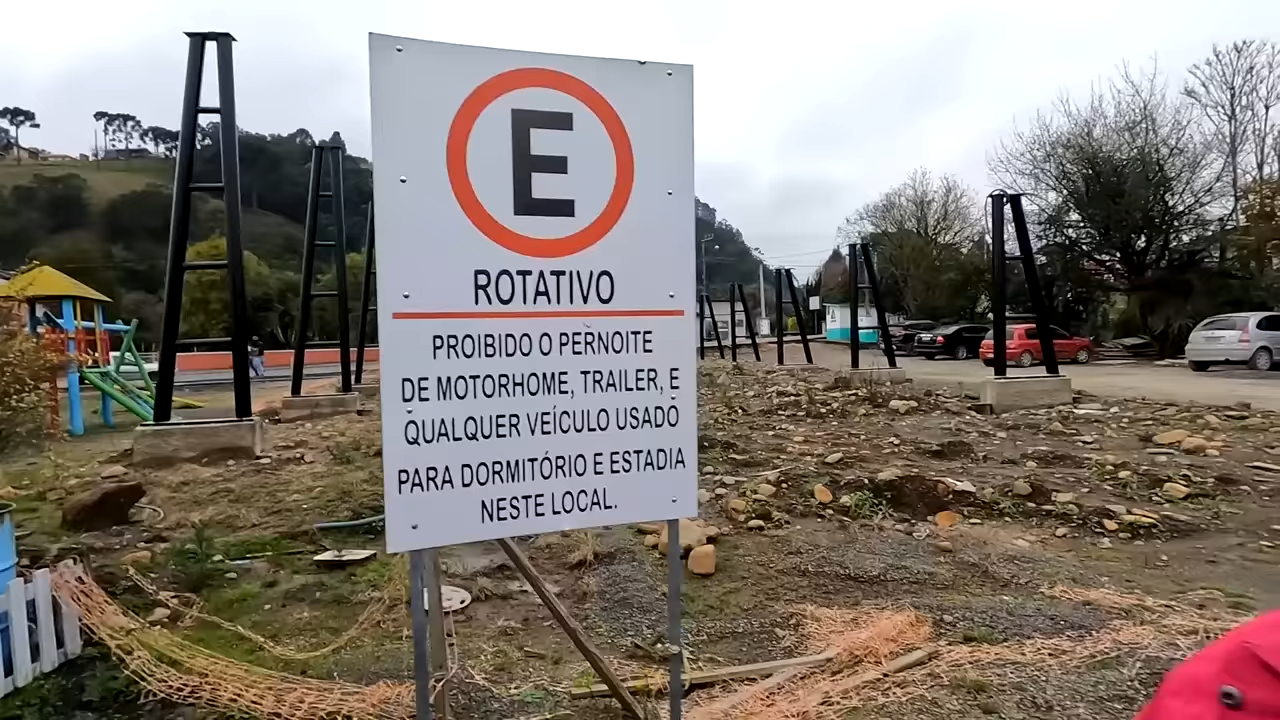 E
ROTATIVO
PROIBIDO O PERNOITE
DE MOTORHOME, TRAILER, E
QUALQUER VEÍCULO USADO
PARA DORMITÓRIO E ESTADIA
NESTE LOCAL.